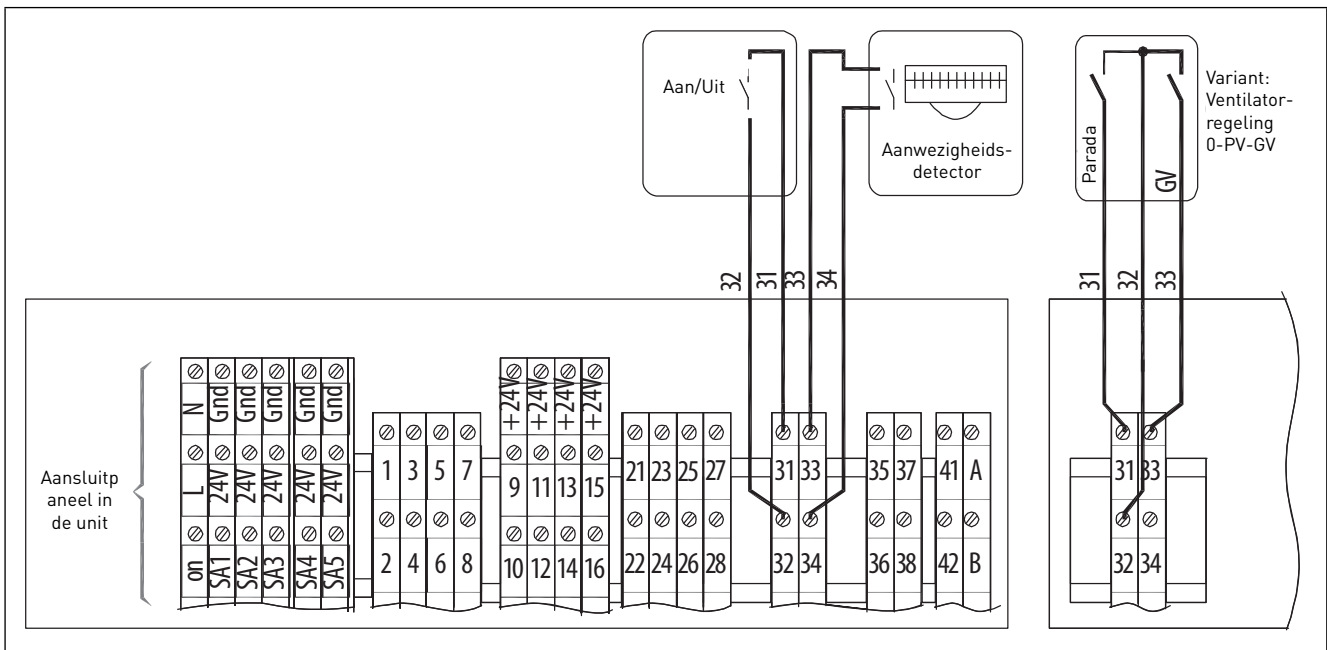 Aan/Uit
Aanwezigheids-
detector
Parada
GV
Variant:
Ventilator-
regeling
0-PV-GV
32 31 33 34
31 32 33
Aansluitp
aneel in
de unit
N Gnd Gnd Gnd Gnd Gnd
L 24V 24V 24V 24V 24V
on SA1 SA2 SA3 SA4 SA5
1 3 5 7
2 4 6 8
+24V +24V +24V +24V
9 11 13 15
10 12 14 16
21 23 25 27
22 24 26 28
31 33
32 34
35 37
36 38
41 A
42 B
31 33
32 34